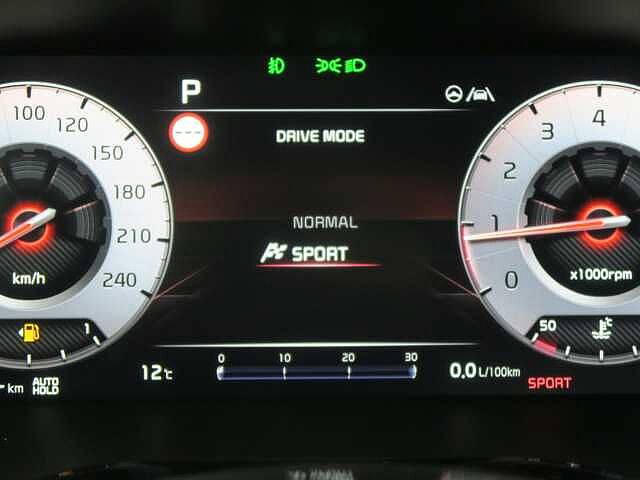 P
DRIVE MODE
NORMAL
SPORT
100
120
150
180
210
240
km/h
1
km
AUTO
HOLD
12°c
0 10 20 30
0,0 L/100km
SPORT
4
3
2
1
0
x1000rpm
50
°C